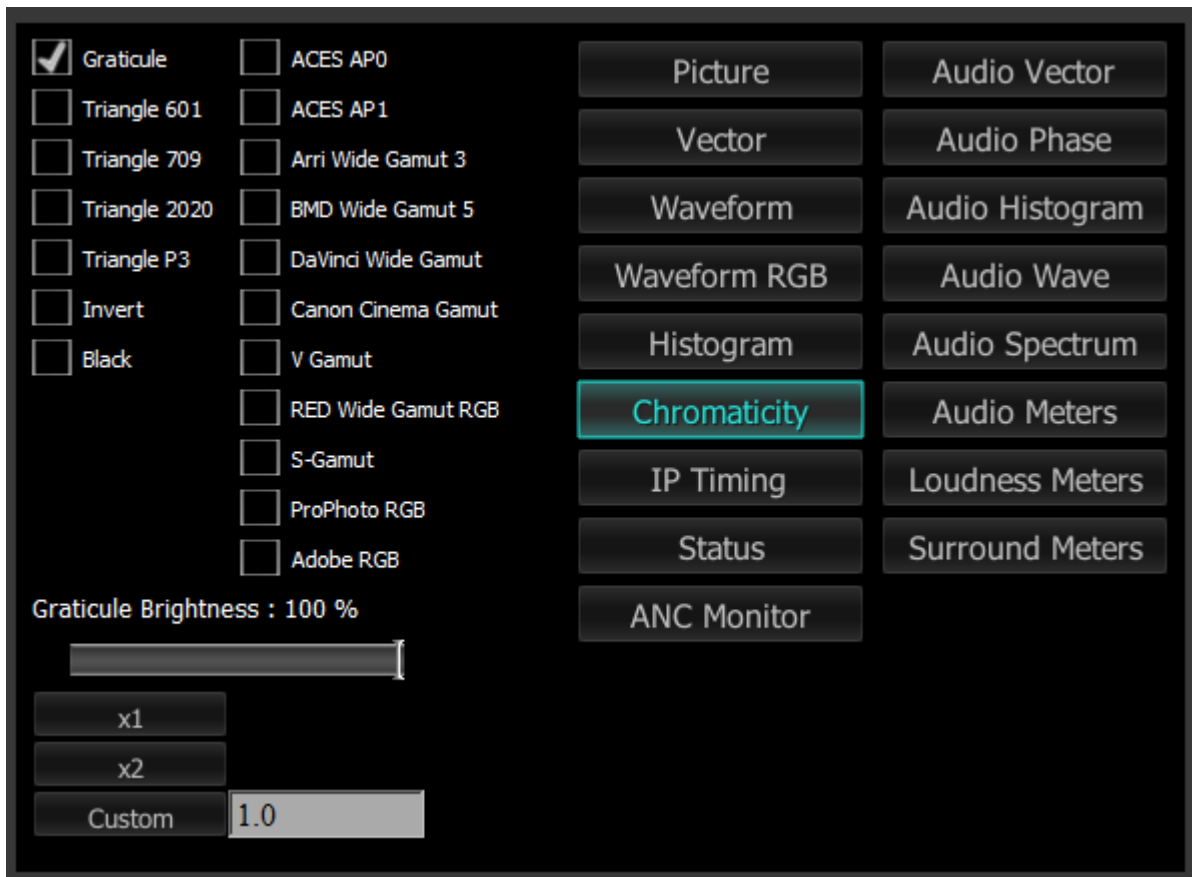 Graticule
Triangle 601
Triangle 709
Triangle 2020
Triangle P3
Invert
Black
ACES AP0
ACES AP1
Arri Wide Gamut 3
BMD Wide Gamut 5
DaVinci Wide Gamut
Canon Cinema Gamut
V Gamut
RED Wide Gamut RGB
S-Gamut
ProPhoto RGB
Adobe RGB
Graticule Brightness : 100 %
x1
x2
Custom
1.0
Picture
Vector
Waveform
Waveform RGB
Histogram
Chromaticity
IP Timing
Status
ANC Monitor
Audio Vector
Audio Phase
Audio Histogram
Audio Wave
Audio Spectrum
Audio Meters
Loudness Meters
Surround Meters